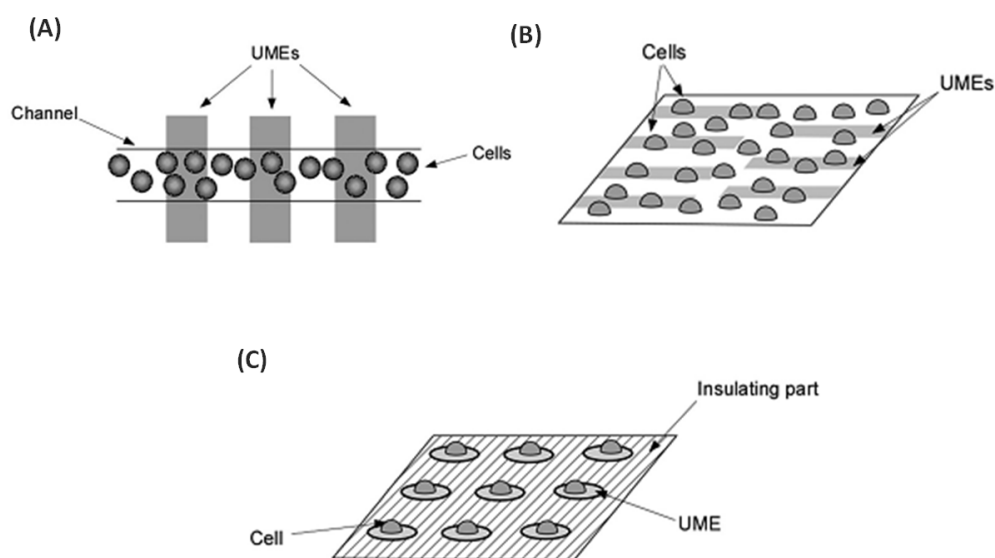 (A)
UMEs
Channel
Cells
(B)
Cells
UMEs
(C)
Insulating part
Cell
UME